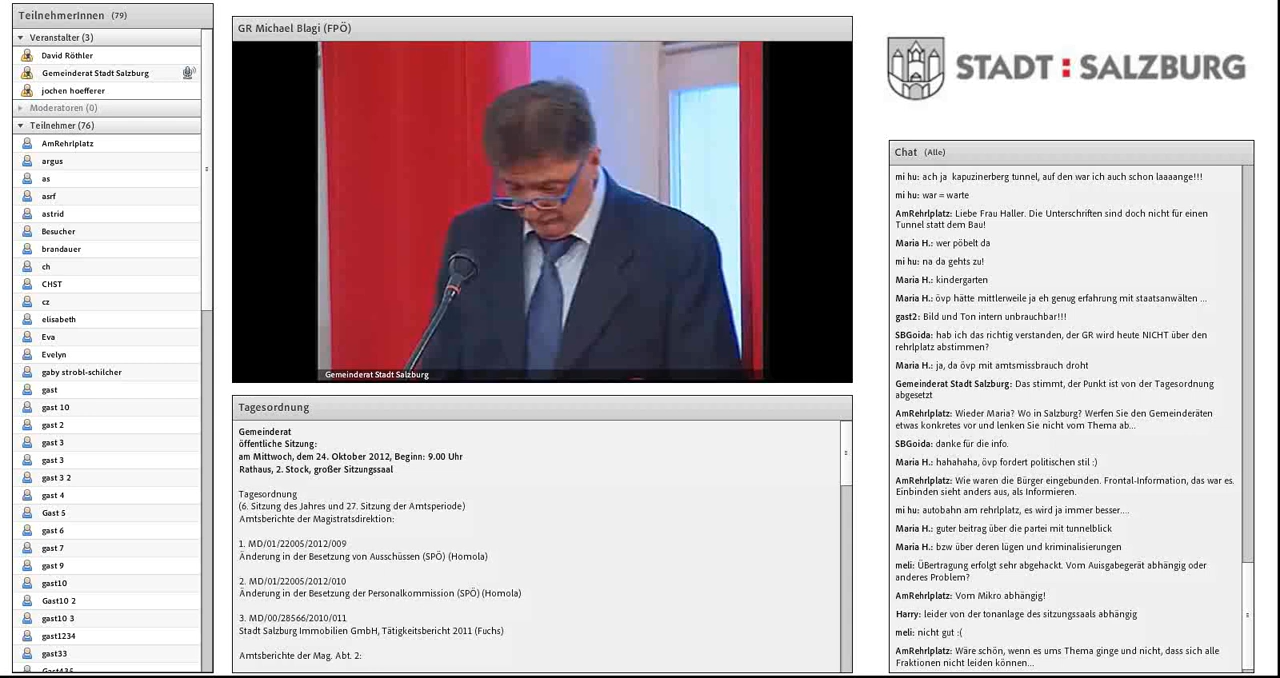 TeilnehmerInnen (79)
Veranstalter (3)
David Röthler
Gemeinderat Stadt Salzburg
jochen hoefferer
Moderatoren (0)
Teilnehmer (76)
AmRehrlplatz
argus
as
asrf
astrid
Besucher
brandauer
ch
CHST
cz
elisabeth
Eva
Evelyn
gaby strobl-schilcher
gast
gast 10
gast 2
gast 3
gast 3
gast 3 2
gast 4
Gast 5
gast 6
gast 7
gast 9
gast10
Gast10 2
gast10 3
gast1234
gast33
Gast435
GR Michael Blagi (FPÖ)
Gemeinderat Stadt Salzburg
Tagesordnung
Gemeinderat
öffentliche Sitzung:
am Mittwoch, dem 24. Oktober 2012, Beginn: 9.00 Uhr
Rathaus, 2. Stock, großer Sitzungssaal
Tagesordnung
(6. Sitzung des Jahres und 27. Sitzung der Amtsperiode)
Amtsberichte der Magistratsdirektion:
1. MD/01/22005/2012/009
Änderung in der Besetzung von Ausschüssen (SPÖ) (Homola)
2. MD/01/22005/2012/010
Änderung in der Besetzung der Personalkommission (SPÖ) (Homola)
3. MD/00/28566/2010/011
Stadt Salzburg Immobilien GmbH, Tätigkeitsbericht 2011 (Fuchs)
Amtsberichte der Mag. Abt. 2:
STADT : SALZBURG
Chat (Alle)
mi hu: ach ja kapuzinerberg tunnel, auf den war ich auch schon laaaange!!!
mi hu: war = warte
AmRehrlplatz: Liebe Frau Haller. Die Unterschriften sind doch nicht für einen
Tunnel statt dem Bau!
Maria H.: wer pöbelt da
mi hu: na da gehts zu!
Maria H.: kindergarten
Maria H.: övp hätte mittlerweile ja eh genug erfahrung mit staatsanwälten ...
gast2: Bild und Ton intern unbrauchbar!!!
SBGoida: hab ich das richtig verstanden, der GR wird heute NICHT über den
rehrlplatz abstimmen?
Maria H.: ja, da övp mit amtsmissbrauch droht
Gemeinderat Stadt Salzburg: Das stimmt, der Punkt ist von der Tagesordnung
abgesetzt
AmRehrlplatz: Wieder Maria? Wo in Salzburg? Werfen Sie den Gemeinderäten
etwas konkretes vor und lenken Sie nicht vom Thema ab...
SBGoida: danke für die info.
Maria H.: hahahaha, övp fordert politischen stil :)
AmRehrlplatz: Wie waren die Bürger eingebunden. Frontal-Information, das war es.
Einbinden sieht anders aus, als Informieren.
mi hu: autobahn am rehrlplatz, es wird ja immer besser....
Maria H.: guter beitrag über die partei mit tunnelblick
Maria H.: bzw über deren lügen und kriminalisierungen
meli: ÜBertragung erfolgt sehr abgehackt. Vom Auisgabegerät abhängig oder
anderes Problem?
AmRehrlplatz: Vom Mikro abhängig!
Harry: leider von der tonanlage des sitzungssaals abhängig
meli: nicht gut :(
AmRehrlplatz: Wäre schön, wenn es ums Thema ginge und nicht, dass sich alle
Fraktionen nicht leiden können...